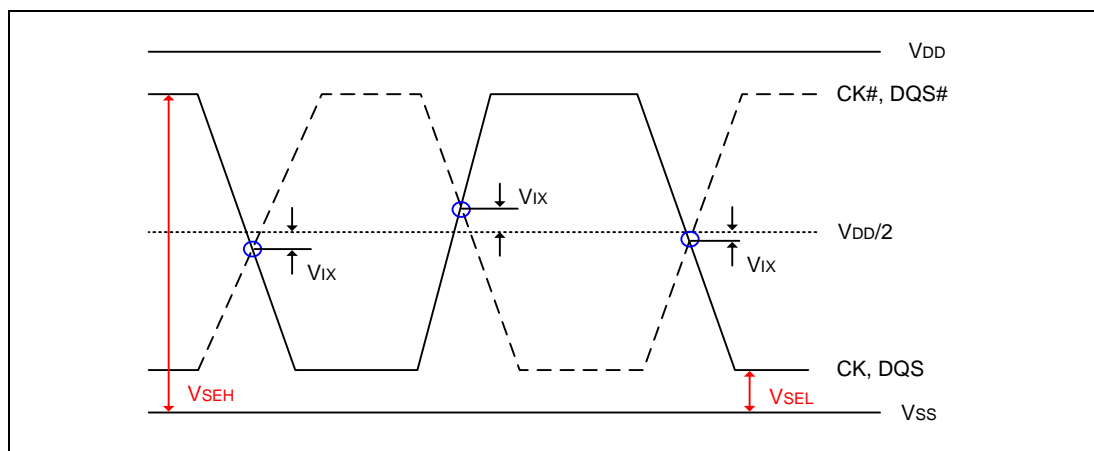 VDD
CK#, DQS#
VIX
VDD/2
VIX
VIX
CK, DQS
VSEH
VSEL
VSS